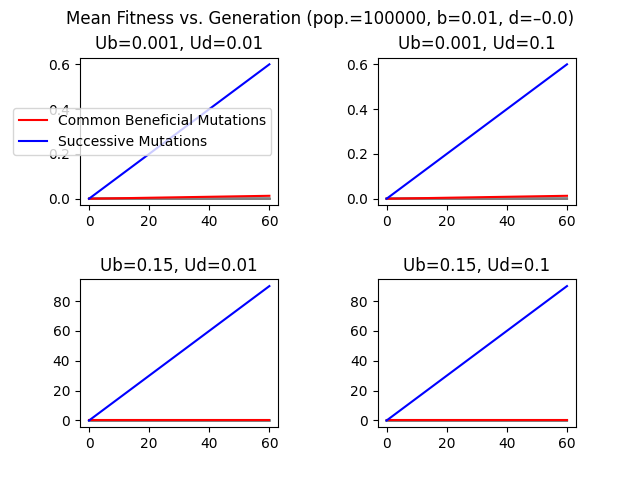 Mean Fitness vs. Generation (pop.=100000, b=0.01, d=–0.0)
Ub=0.001, Ud=0.01
Ub=0.001, Ud=0.1
0.6
0.4
0.2
0.0
Common Beneficial Mutations
Successive Mutations
0 20 40 60
0.6
0.4
0.2
0.0
0 20 40 60
Ub=0.15, Ud=0.01
Ub=0.15, Ud=0.1
80
60
40
20
0
0 20 40 60
80
60
40
20
0
0 20 40 60